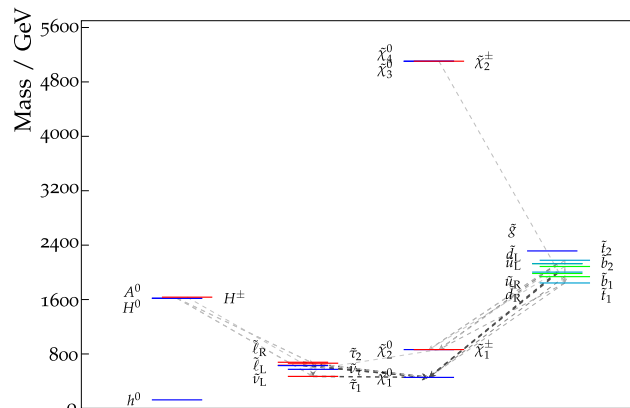 Mass / GeV
5600
4800
4000
3200
2400
1600
800
0
χ̃⁰₄
χ̃⁰₃
χ̃±₂
g̃
d̃L
ũL
ũR
d̃R
t̃₂
b̃₂
b̃₁
t̃₁
A⁰
H⁰
H±
ℓ̃R
ℓ̃L
ν̃L
τ̃₂
τ̃₁
χ̃⁰₂
χ̃±₁
χ̃⁰₁
h⁰